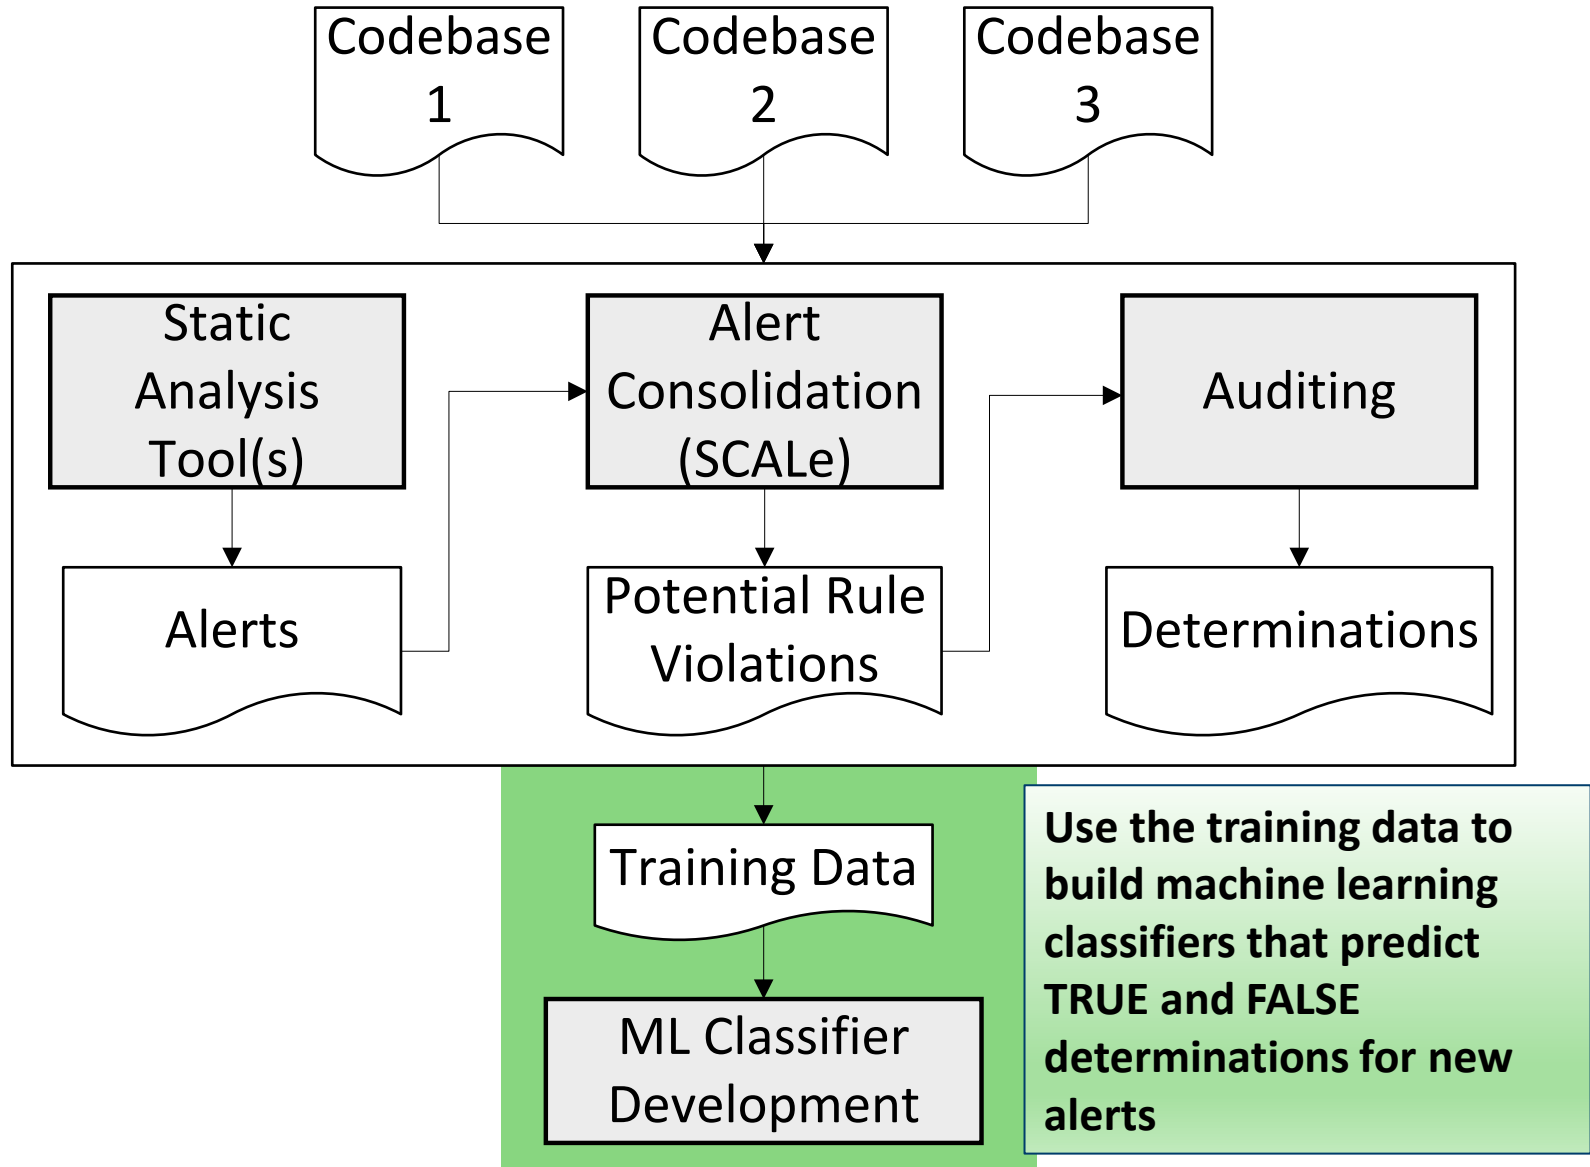 Codebase
1
Codebase
2
Codebase
3
Static
Analysis
Tool(s)
Alert
Consolidation
(SCALe)
Auditing
Alerts
Potential Rule
Violations
Determinations
Training Data
ML Classifier
Development
Use the training data to
build machine learning
classifiers that predict
TRUE and FALSE
determinations for new
alerts